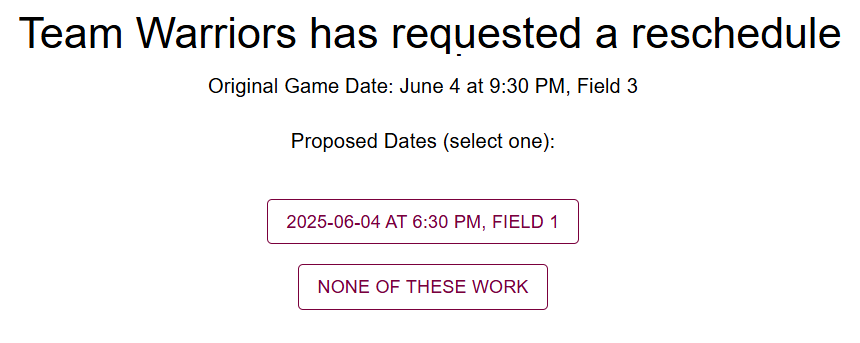 Team Warriors has requested a reschedule
Original Game Date: June 4 at 9:30 PM, Field 3
Proposed Dates (select one):
2025-06-04 AT 6:30 PM, FIELD 1
NONE OF THESE WORK